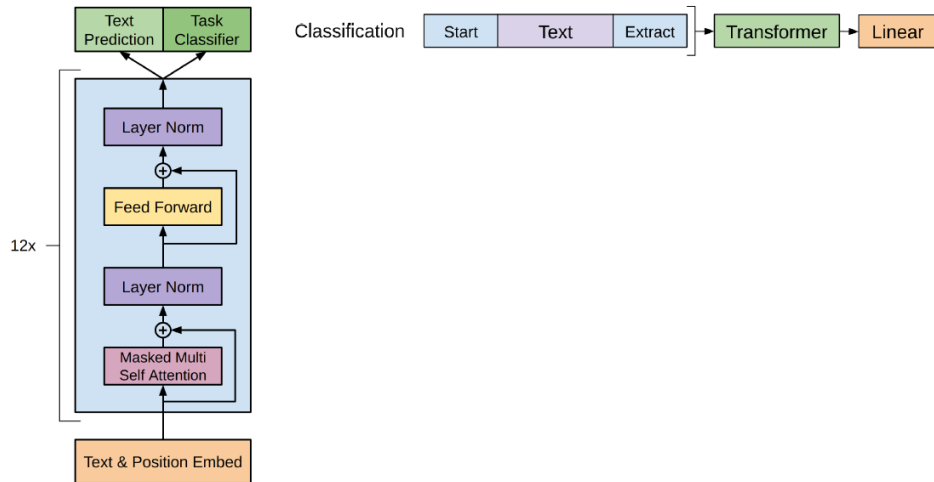 Text
Prediction
Task
Classifier
Layer Norm
+
Feed Forward
12x
Layer Norm
+
Masked Multi
Self Attention
Text & Position Embed
Classification
Start
Text
Extract
Transformer
Linear